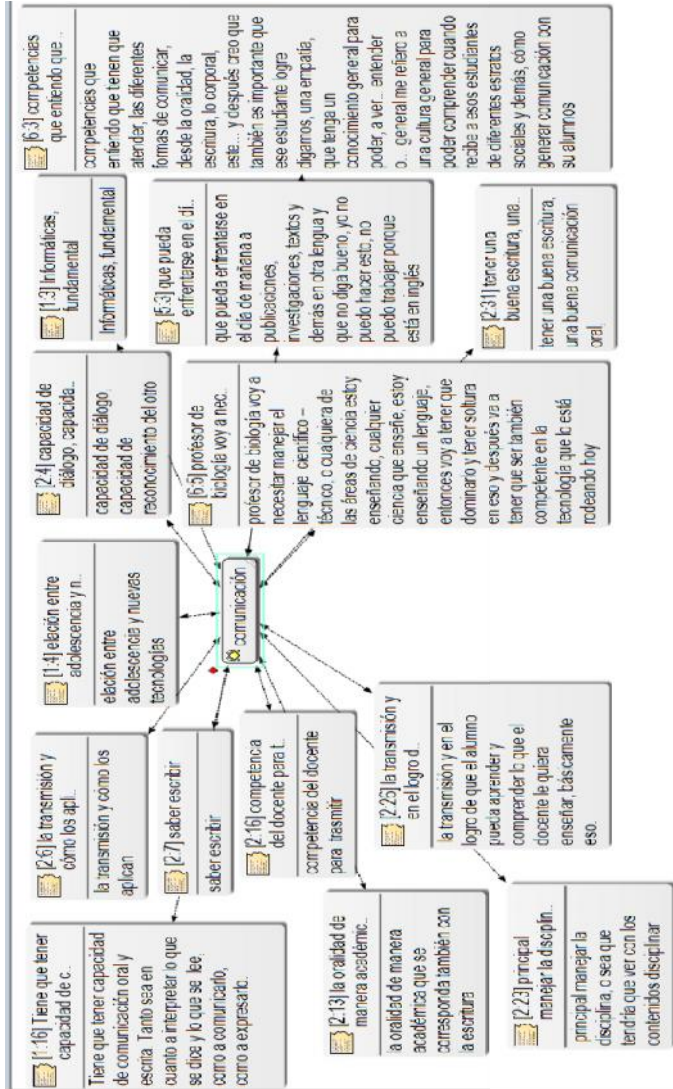 [1:16] Tiene que tener
capacidad de c..
Tiene que tener capacidad
de comunicación oral y
escrita. Tanto sea en
cuanto a interpretar lo que
se dice y lo que se lee,
como a comunicarlo,
como a expresarlo.
[2:6] la transmisión y
cómo los apl..
la transmisión y cómo los
aplican
[1:4] elación entre
adolescencia y n..
elación entre
adolescencia y nuevas
tecnologías
[2:4] capacidad de
diálogo, capacida..
capacidad de diálogo,
capacidad de
reconocimiento del otro
[1:3] Informáticas,
fundamental
Informáticas, fundamental
[6:3] competencias
que entiendo que ..
competencias que
entiendo que tienen que
atender, las diferentes
formas de comunicar,
desde la oralidad, la
escritura, lo corporal,
este... y después creo que
también es importante que
ese estudiante logre
digamos, una empatía,
que tenga un
conocimiento general para
poder, a ver... entender
o... general me refiero a
una cultura general para
poder comprender cuando
recibe a esos estudiantes
de diferentes estratos
sociales y demás, cómo
generar comunicación con
su alumnos
[2:7] saber escribir
saber escribir
comunicación
[6:5] profesor de
biología voy a nec..
profesor de biología voy a
necesitar manejar el
lenguaje científico –
técnico, o cualquiera de
las áreas de ciencia estoy
enseñando, cualquier
ciencia que enseñe, estoy
enseñando un lenguaje,
entonces voy a tener que
dominarlo y tener soltura
en eso y después va a
tener que ser también
competente en la
tecnología que lo está
rodeando hoy
[5:3] que pueda
enfrentarse en el dí..
que pueda enfrentarse en
el día de mañana a
publicaciones,
investigaciones, textos y
demás en otra lengua y
que no diga bueno, yo no
puedo hacer esto, no
puedo trabajar porque
está en inglés
[2:16] competencia
del docente para t..
competencia del docente
para trasmitir
[2:13] la oralidad de
manera académic..
la oralidad de manera
académica que se
corresponda también con
la escritura
[2:26] la transmisión y
en el logro d..
la transmisión y en el
logro de que el alumno
pueda aprender y
comprender lo que el
docente le quiera
enseñar, básicamente
eso.
[2:31] tener una
buena escritura, una..
tener una buena escritura,
una buena comunicación
oral
[2:23] principal
manejar la disciplin..
principal manejar la
disciplina, o sea que
tendría que ver con los
contenidos disciplinar